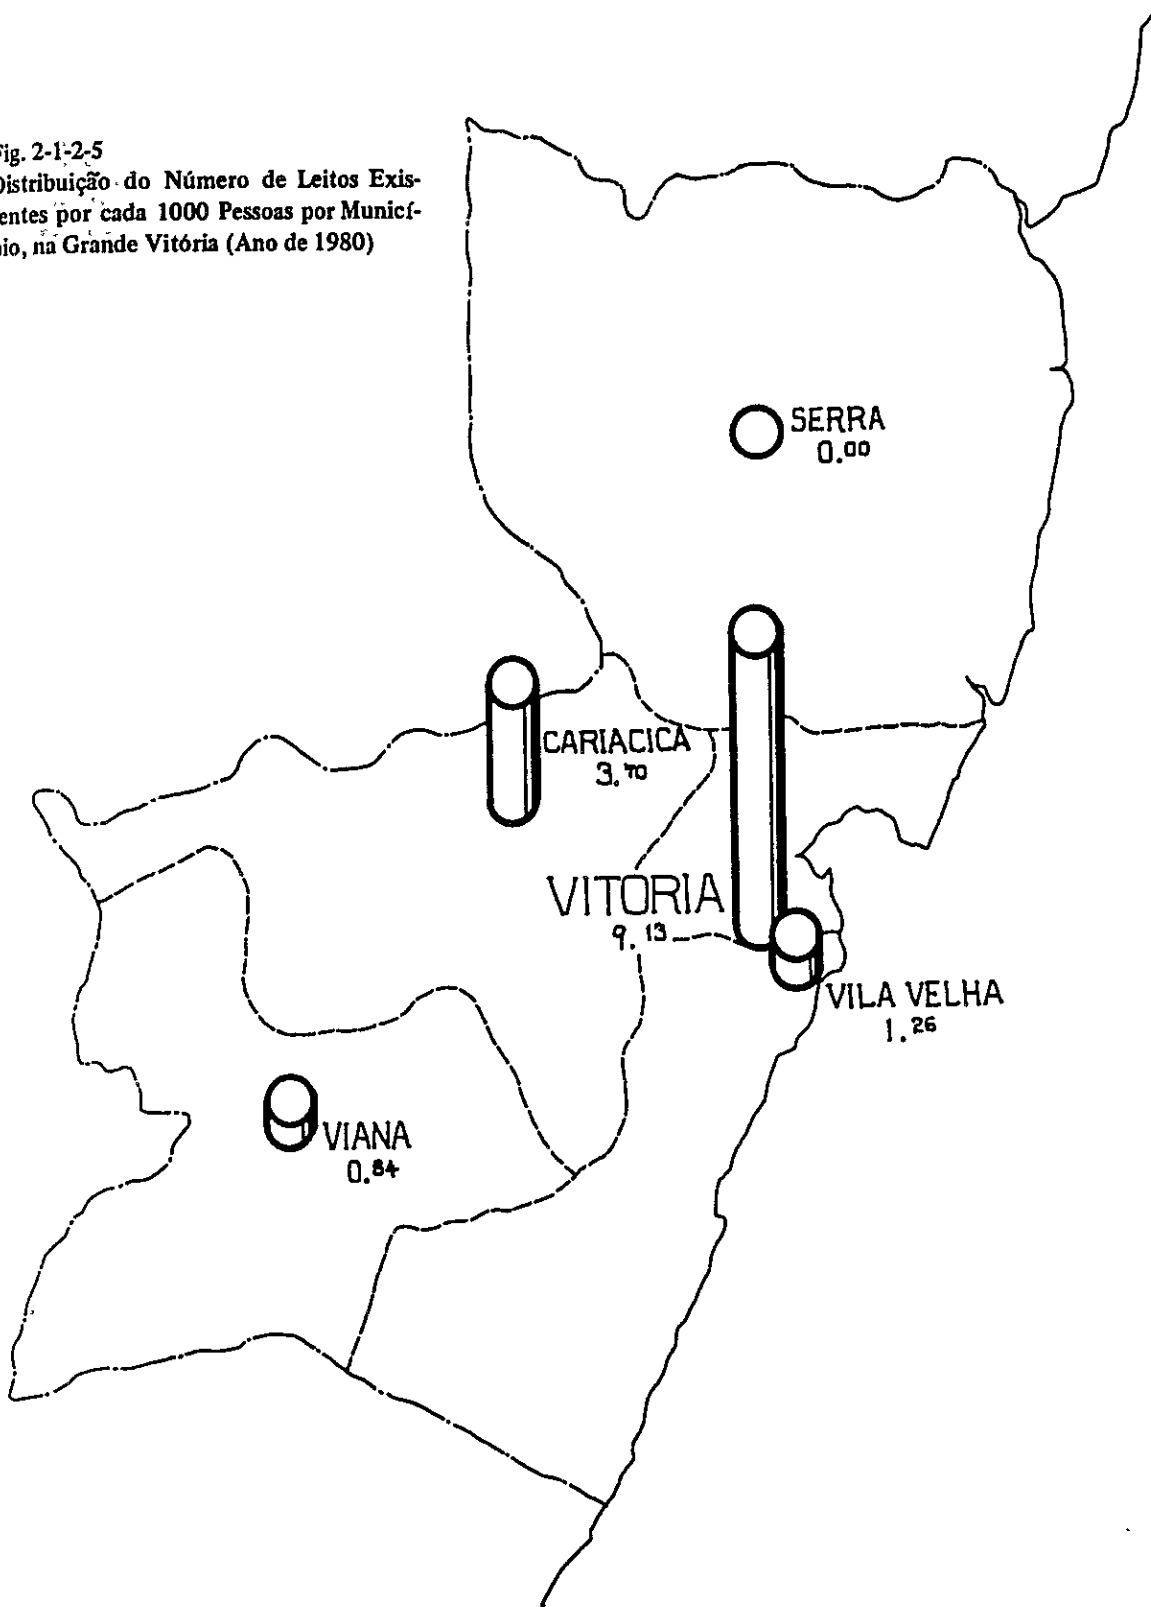 Fig. 2-1-2-5
Distribuição do Número de Leitos Exis-
entes por cada 1000 Pessoas por Municí-
pio, na Grande Vitória (Ano de 1980)
SERRA
0.00
CARIACICA
3.70
VITORIA
9.13
VILA VELHA
1.26
VIANA
0.84